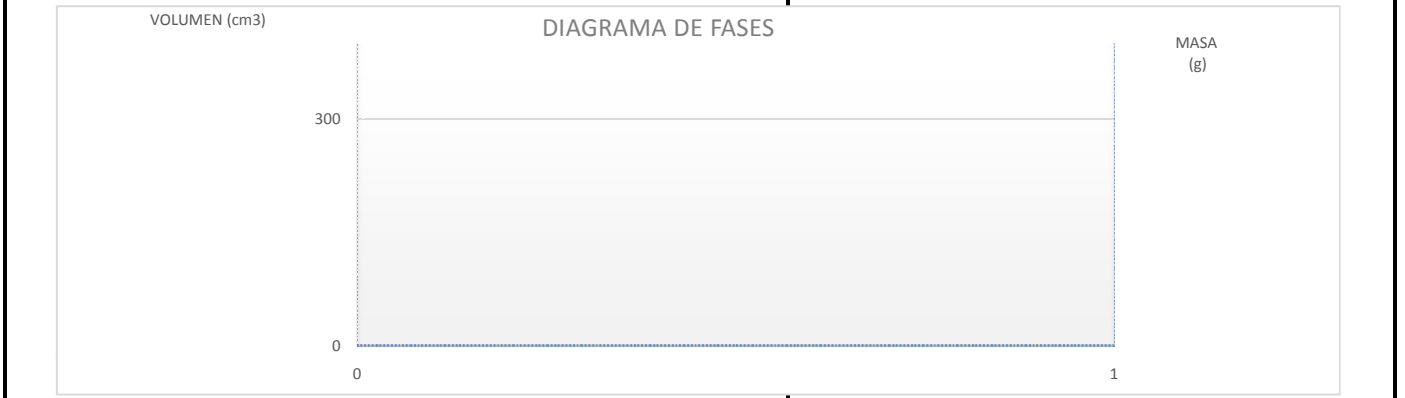 VOLUMEN (cm3)
DIAGRAMA DE FASES
MASA
(g)
300
0
0
1